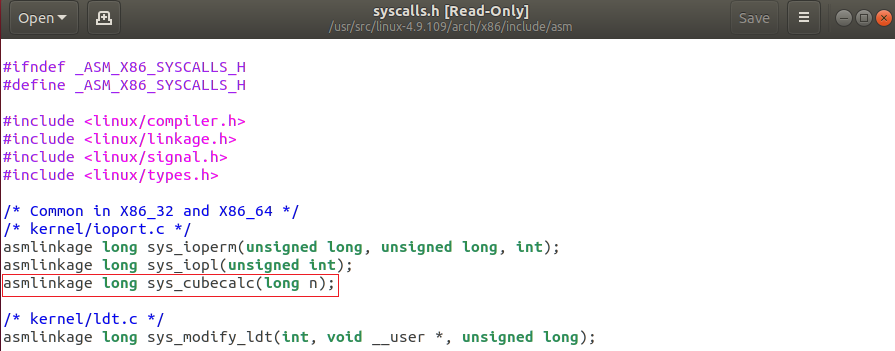 Open
syscalls.h [Read-Only]
/usr/src/linux-4.9.109/arch/x86/include/asm
Save
#ifndef _ASM_X86_SYSCALLS_H
#define _ASM_X86_SYSCALLS_H
#include <linux/compiler.h>
#include <linux/linkage.h>
#include <linux/signal.h>
#include <linux/types.h>
/* Common in X86_32 and X86_64 */
/* kernel/ioport.c */
asmlinkage long sys_ioperm(unsigned long, unsigned long, int);
asmlinkage long sys_iopl(unsigned int);
asmlinkage long sys_cubecalc(long n);
/* kernel/ldt.c */
asmlinkage long sys_modify_ldt(int, void __user *, unsigned long);